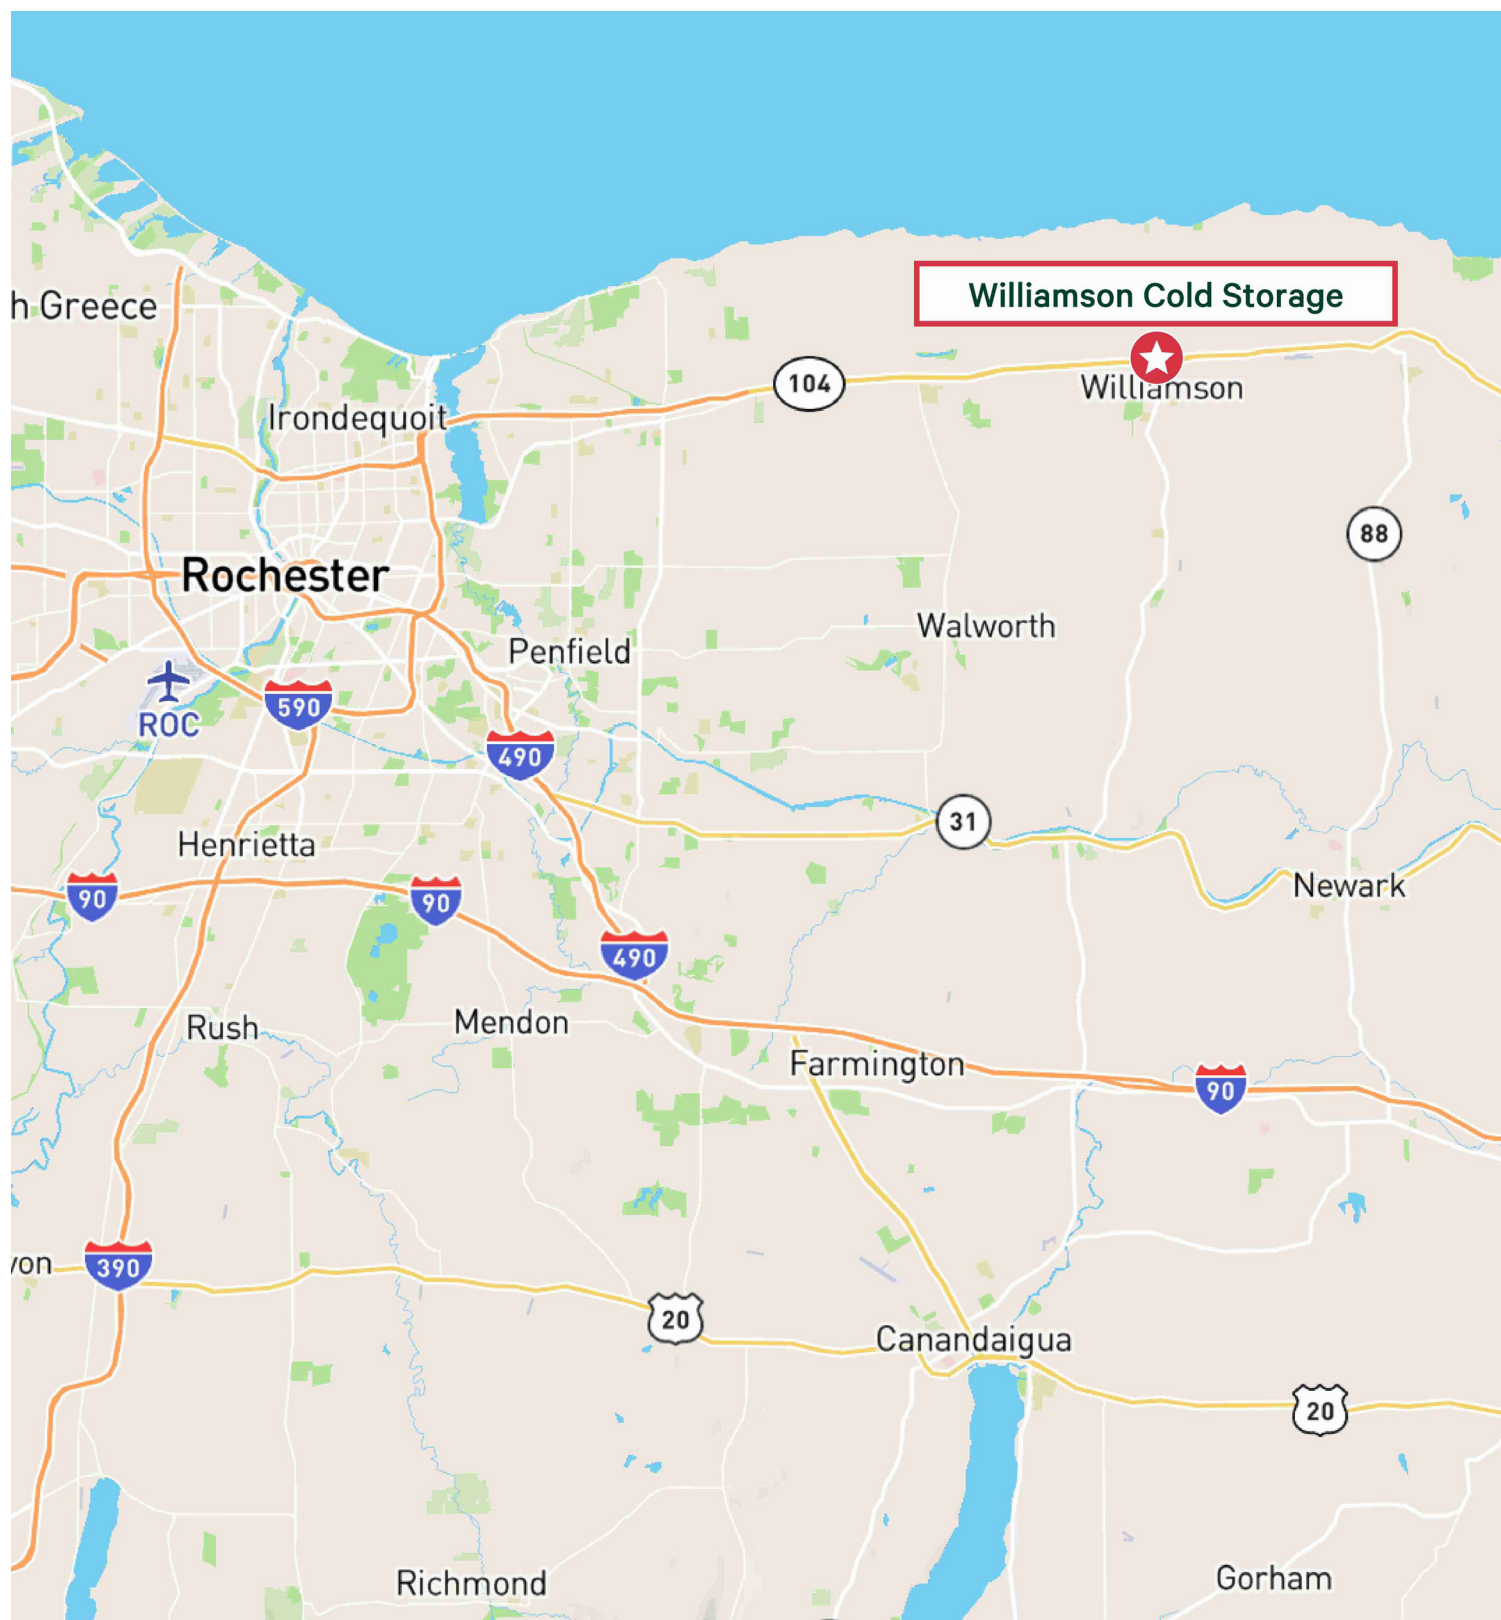 Williamson Cold Storage
h Greece
104
Williamson
Irondequoit
88
Rochester
Walworth
Penfield
590
ROC
490
31
Henrietta
Newark
90
90
490
Mendon
Rush
Farmington
90
von
390
20
Canandaigua
20
Gorham
Richmond